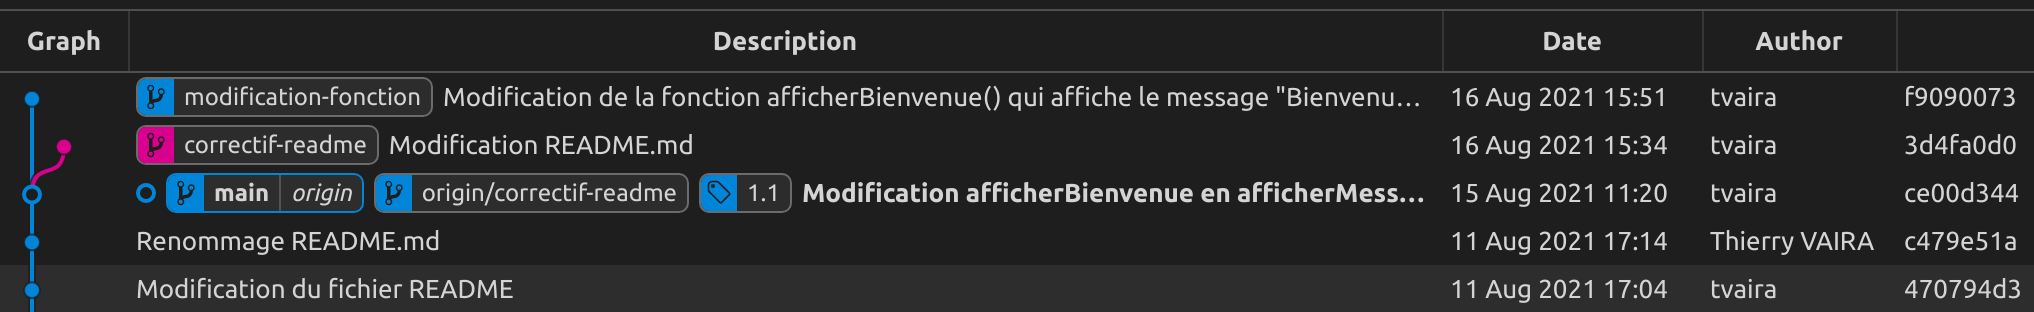 Graph Description Date Author
modification-fonction Modification de la fonction afficherBienvenue() qui affiche le message "Bienvenu… 16 Aug 2021 15:51 tvaira f9090073
correctif-readme Modification README.md 16 Aug 2021 15:34 tvaira 3d4fa0d0
main origin origin/correctif-readme 1.1 Modification afficherBienvenue en afficherMess… 15 Aug 2021 11:20 tvaira ce00d344
Renommage README.md 11 Aug 2021 17:14 Thierry VAIRA c479e51a
Modification du fichier README 11 Aug 2021 17:04 tvaira 470794d3